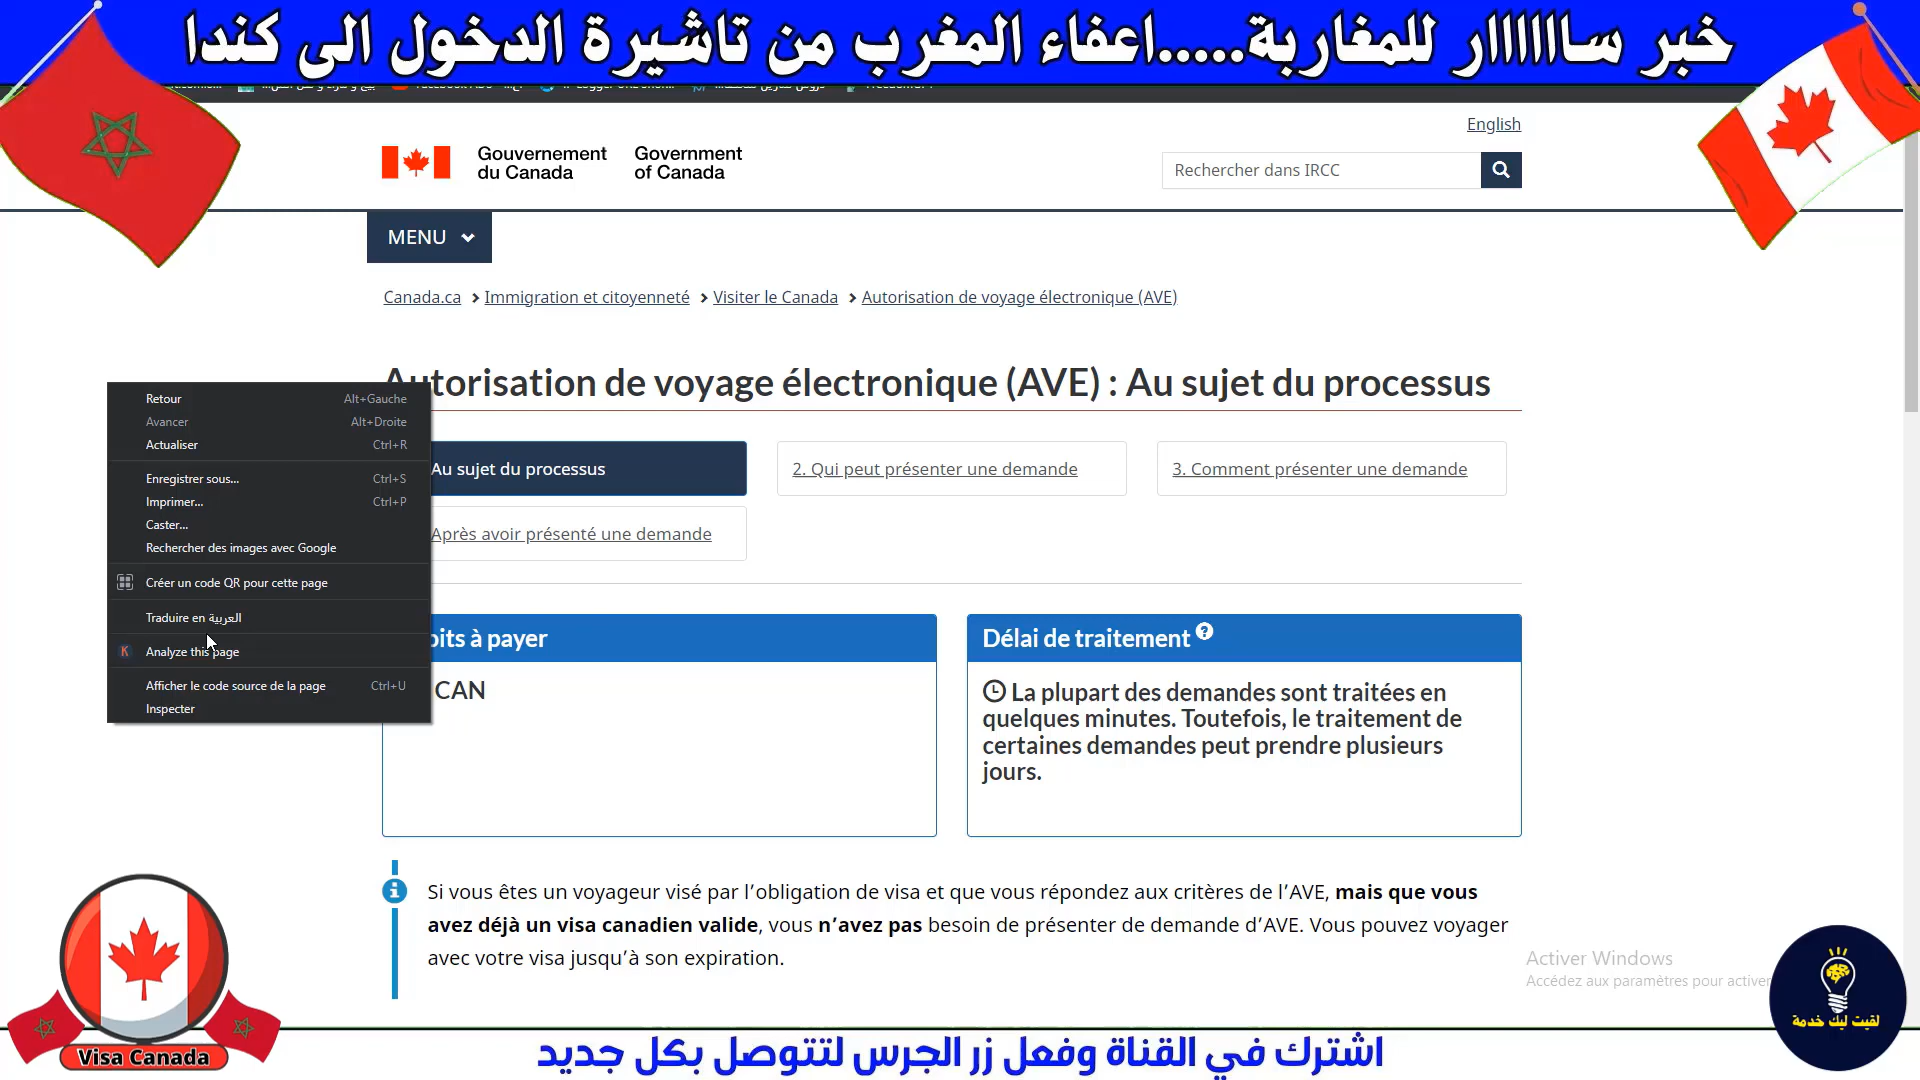 خبر سااااار للمغاربة.....اعفاء المغرب من تاشيرة الدخول الى كندا
English
Gouvernement du Canada
Government of Canada
Rechercher dans IRCC
MENU
Canada.ca > Immigration et citoyenneté > Visiter le Canada > Autorisation de voyage électronique (AVE)
Autorisation de voyage électronique (AVE) : Au sujet du processus
Au sujet du processus
2. Qui peut présenter une demande
3. Comment présenter une demande
Après avoir présenté une demande
Retour Alt+Gauche
Avancer Alt+Droite
Actualiser Ctrl+R
Enregistrer sous... Ctrl+S
Imprimer... Ctrl+P
Caster...
Rechercher des images avec Google
Créer un code QR pour cette page
Traduire en العربية
K Analyze this page
Afficher le code source de la page Ctrl+U
Inspecter
à payer
CAN
Délai de traitement ?
La plupart des demandes sont traitées en
quelques minutes. Toutefois, le traitement de
certaines demandes peut prendre plusieurs
jours.
Si vous êtes un voyageur visé par l’obligation de visa et que vous répondez aux critères de l’AVE, mais que vous
avez déjà un visa canadien valide, vous n’avez pas besoin de présenter de demande d’AVE. Vous pouvez voyager
avec votre visa jusqu’à son expiration.
Activer Windows
Accédez aux paramètres pour activer
لقيت ليك خدمة
Visa Canada
اشترك في القناة وفعل زر الجرس لتتوصل بكل جديد